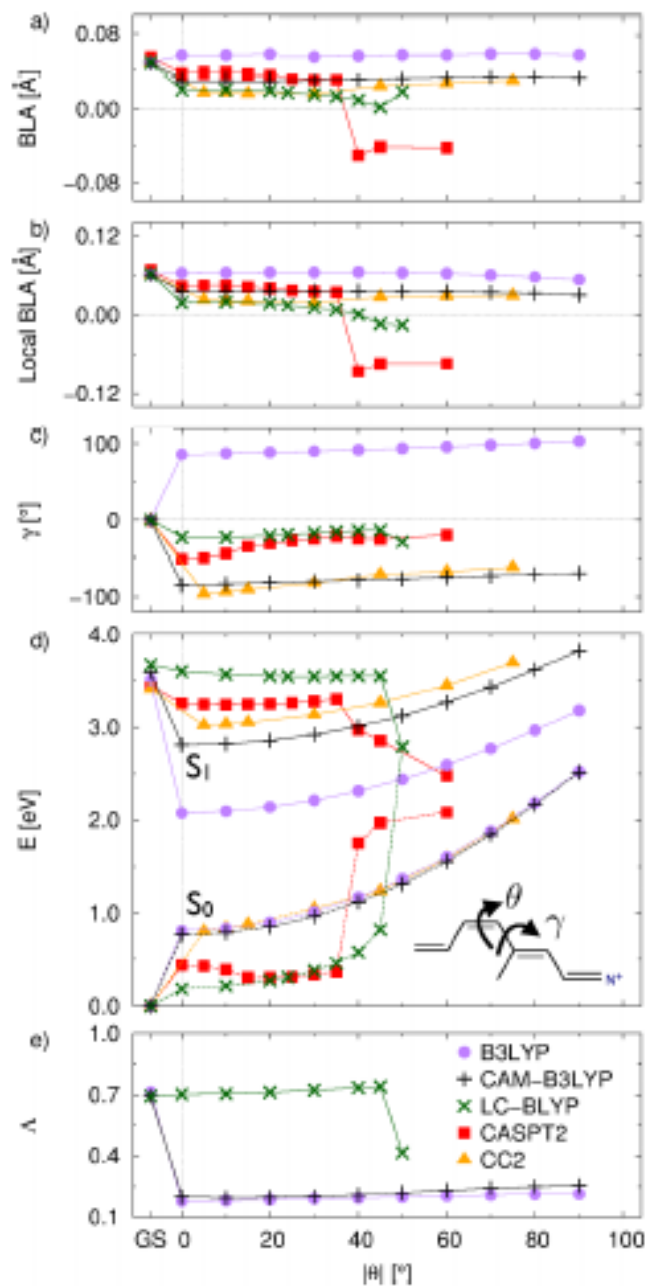 a)
0.08
0.00
−0.08
BLA [Å]
b)
0.12
0.00
−0.12
Local BLA [Å]
c)
100
0
−100
γ [°]
d)
4.0
3.0
2.0
1.0
0.0
E [eV]
S1
S0
θ
γ
N+
e)
1.0
0.7
0.4
0.1
Λ
B3LYP
CAM−B3LYP
LC−BLYP
CASPT2
CC2
GS 0 20 40 60 80 100
|θ| [°]